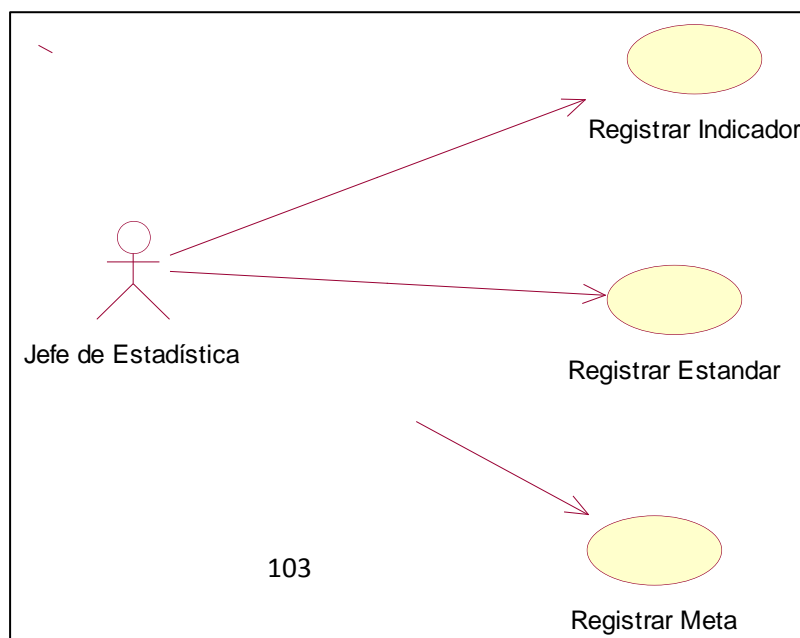 Registrar Indicador
Jefe de Estadística
Registrar Estandar
103
Registrar Meta